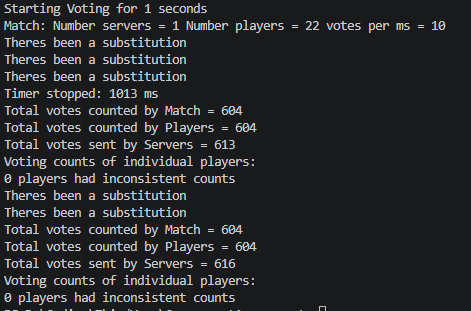 Starting Voting for 1 seconds
Match: Number servers = 1 Number players = 22 votes per ms = 10
Theres been a substitution
Theres been a substitution
Theres been a substitution
Timer stopped: 1013 ms
Total votes counted by Match = 604
Total votes counted by Players = 604
Total votes sent by Servers = 613
Voting counts of individual players:
0 players had inconsistent counts
Theres been a substitution
Theres been a substitution
Total votes counted by Match = 604
Total votes counted by Players = 604
Total votes sent by Servers = 616
Voting counts of individual players:
0 players had inconsistent counts